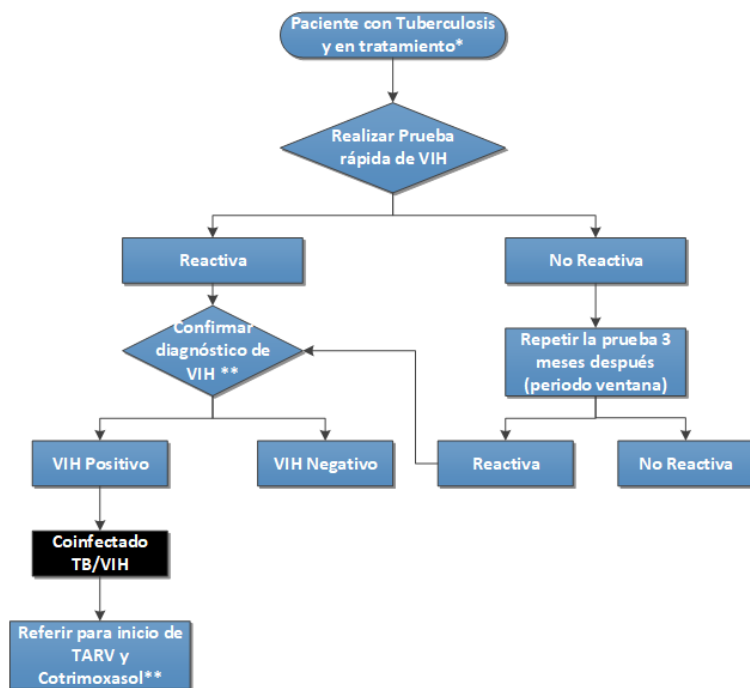 Paciente con Tuberculosis
y en tratamiento*
Realizar Prueba
rápida de VIH
Reactiva
No Reactiva
Confirmar
diagnóstico de
VIH **
Repetir la prueba 3
meses después
(periodo ventana)
VIH Positivo
VIH Negativo
Reactiva
No Reactiva
Coinfectado
TB/VIH
Referir para inicio de
TARV y
Cotrimoxasol**